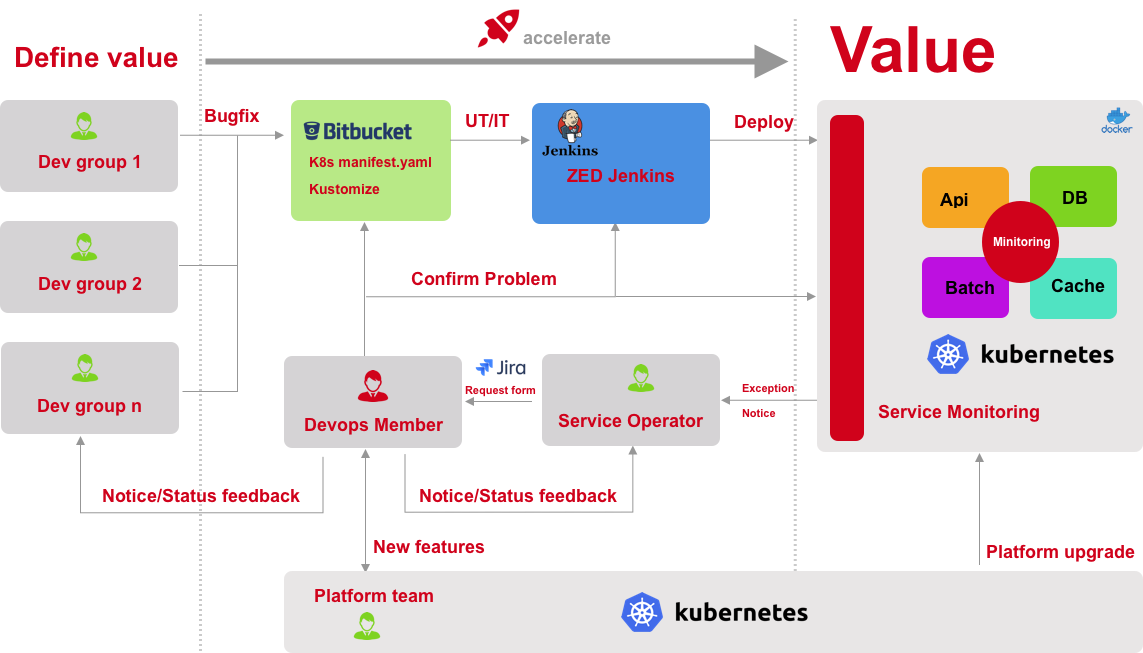 accelerate
Define value
Value
Bugfix
UT/IT
Deploy
Dev group 1
Bitbucket
K8s manifest.yaml
Kustomize
Jenkins
ZED Jenkins
docker
Api
DB
Minitoring
Batch
Cache
Dev group 2
Confirm Problem
kubernetes
Service Monitoring
Dev group n
Devops Member
Jira
Request form
Service Operator
Exception
Notice
Notice/Status feedback
Notice/Status feedback
New features
Platform upgrade
Platform team
kubernetes